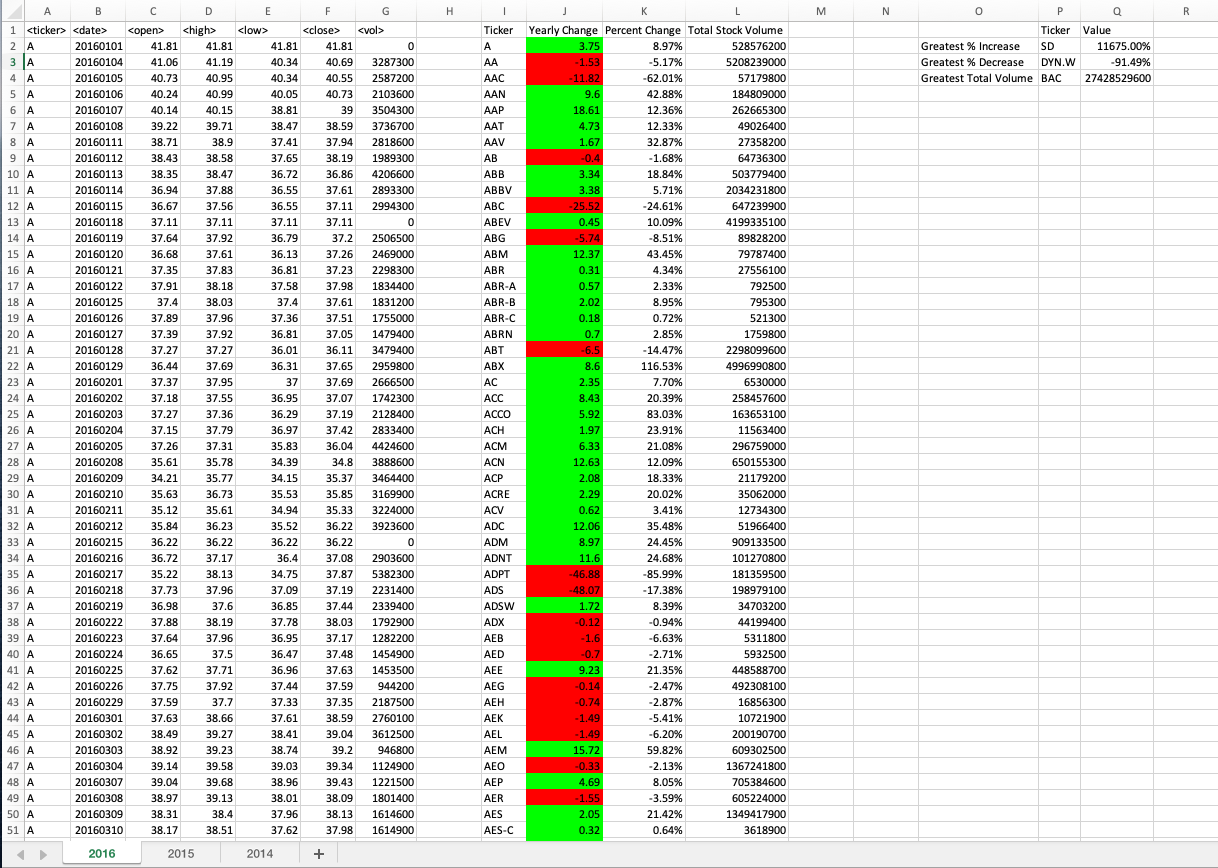 A B C D E F G H I J K L M N O P Q R
1 <ticker> <date> <open> <high> <low> <close> <vol> Ticker Yearly Change Percent Change Total Stock Volume Ticker Value
2 A 20160101 41.81 41.81 41.81 41.81 0 A 3.75 8.97% 528576200 Greatest % Increase SD 11675.00%
3 A 20160104 41.06 41.19 40.34 40.69 3287300 AA -1.53 -5.17% 5208239000 Greatest % Decrease DYN.W -91.49%
4 A 20160105 40.73 40.95 40.34 40.55 2587200 AAC -11.82 -62.01% 57179800 Greatest Total Volume BAC 27428529600
5 A 20160106 40.24 40.99 40.05 40.73 2103600 AAN 9.6 42.88% 184809000
6 A 20160107 40.14 40.15 38.81 39 3504300 AAP 18.61 12.36% 262665300
7 A 20160108 39.22 39.71 38.47 38.59 3736700 AAT 4.73 12.33% 49026400
8 A 20160111 38.71 38.9 37.41 37.94 2818600 AAV 1.67 32.87% 27358200
9 A 20160112 38.43 38.58 37.65 38.19 1989300 AB -0.4 -1.68% 64736300
10 A 20160113 38.35 38.47 36.72 36.86 4206600 ABB 3.34 18.84% 503779400
11 A 20160114 36.94 37.88 36.55 37.61 2893300 ABBV 3.38 5.71% 2034231800
12 A 20160115 36.67 37.56 36.55 37.11 2994300 ABC -25.52 -24.61% 647239900
13 A 20160118 37.11 37.11 37.11 37.11 0 ABEV 0.45 10.09% 4199335100
14 A 20160119 37.64 37.92 36.79 37.2 2506500 ABG -5.74 -8.51% 89828200
15 A 20160120 36.68 37.61 36.13 37.26 2469000 ABM 12.37 43.45% 79787400
16 A 20160121 37.35 37.83 36.81 37.23 2298300 ABR 0.31 4.34% 27556100
17 A 20160122 37.91 38.18 37.58 37.98 1834400 ABR-A 0.57 2.33% 792500
18 A 20160125 37.4 38.03 37.4 37.61 1831200 ABR-B 2.02 8.95% 795300
19 A 20160126 37.89 37.96 37.36 37.51 1755000 ABR-C 0.18 0.72% 521300
20 A 20160127 37.39 37.92 36.81 37.05 1479400 ABRN 0.7 2.85% 1759800
21 A 20160128 37.27 37.27 36.01 36.11 3479400 ABT -6.5 -14.47% 2298099600
22 A 20160129 36.44 37.69 36.31 37.65 2959800 ABX 8.6 116.53% 4996990800
23 A 20160201 37.37 37.95 37 37.69 2666500 AC 2.35 7.70% 6530000
24 A 20160202 37.18 37.55 36.95 37.07 1742300 ACC 8.43 20.39% 258457600
25 A 20160203 37.27 37.36 36.29 37.19 2128400 ACCO 5.92 83.03% 163653100
26 A 20160204 37.15 37.79 36.97 37.42 2833400 ACH 1.97 23.91% 11563400
27 A 20160205 37.26 37.31 35.83 36.04 4424600 ACM 6.33 21.08% 296759000
28 A 20160208 35.61 35.78 34.39 34.8 3888600 ACN 12.63 12.09% 650155300
29 A 20160209 34.21 35.77 34.15 35.37 3464400 ACP 2.08 18.33% 21179200
30 A 20160210 35.63 36.73 35.53 35.85 3169900 ACRE 2.29 20.02% 35062000
31 A 20160211 35.12 35.61 34.94 35.33 3224000 ACV 0.62 3.41% 12734300
32 A 20160212 35.84 36.23 35.52 36.22 3923600 ADC 12.06 35.48% 51966400
33 A 20160215 36.22 36.22 36.22 36.22 0 ADM 8.97 24.45% 909133500
34 A 20160216 36.72 37.17 36.4 37.08 2903600 ADNT 11.6 24.68% 101270800
35 A 20160217 35.22 38.13 34.75 37.87 5382300 ADPT -46.88 -85.99% 181359500
36 A 20160218 37.73 37.96 37.09 37.19 2231400 ADS -48.07 -17.38% 198979100
37 A 20160219 36.98 37.6 36.85 37.44 2339400 ADSW 1.72 8.39% 34703200
38 A 20160222 37.88 38.19 37.78 38.03 1792900 ADX -0.12 -0.94% 44199400
39 A 20160223 37.64 37.96 36.95 37.17 1282200 AEB -1.6 -6.63% 5311800
40 A 20160224 36.65 37.5 36.47 37.48 1454900 AED -0.7 -2.71% 5932500
41 A 20160225 37.62 37.71 36.96 37.63 1453500 AEE 9.23 21.35% 448588700
42 A 20160226 37.75 37.92 37.44 37.59 944200 AEG -0.14 -2.47% 492308100
43 A 20160229 37.59 37.7 37.33 37.35 2187500 AEH -0.74 -2.87% 16856300
44 A 20160301 37.63 38.66 37.61 38.59 2760100 AEK -1.49 -5.41% 10721900
45 A 20160302 38.49 39.27 38.41 39.04 3612500 AEL -1.49 -6.20% 200190700
46 A 20160303 38.92 39.23 38.74 39.2 946800 AEM 15.72 59.82% 609302500
47 A 20160304 39.14 39.58 39.03 39.34 1124900 AEO -0.33 -2.13% 1367241800
48 A 20160307 39.04 39.68 38.96 39.43 1221500 AEP 4.69 8.05% 705384600
49 A 20160308 38.97 39.13 38.01 38.09 1801400 AER -1.55 -3.59% 605224000
50 A 20160309 38.31 38.4 37.96 38.13 1614600 AES 2.05 21.42% 1349417900
51 A 20160310 38.17 38.51 37.62 37.98 1614900 AES-C 0.32 0.64% 3618900
2016 2015 2014 +